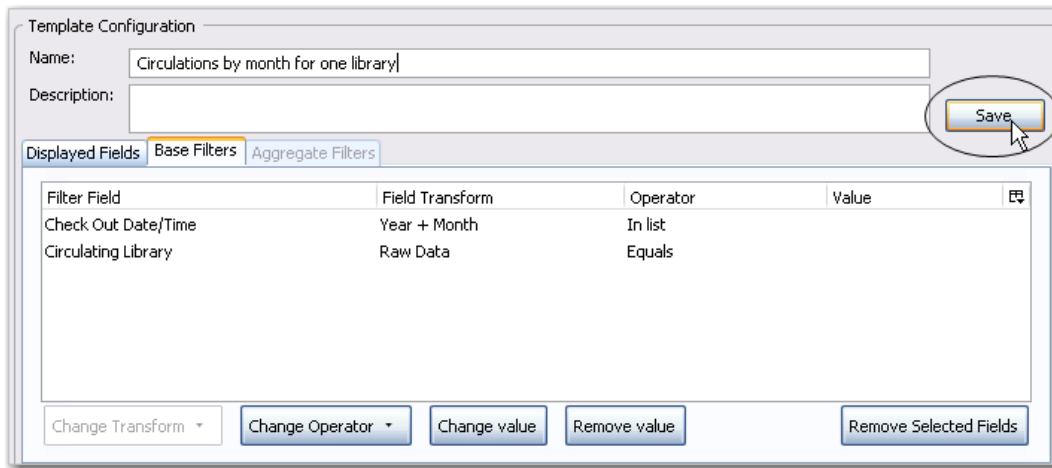 Template Configuration
Name: Circulations by month for one library
Description:
Save
Displayed Fields Base Filters Aggregate Filters
Filter Field Field Transform Operator Value
Check Out Date/Time Year + Month In list
Circulating Library Raw Data Equals
Change Transform Change Operator Change value Remove value Remove Selected Fields